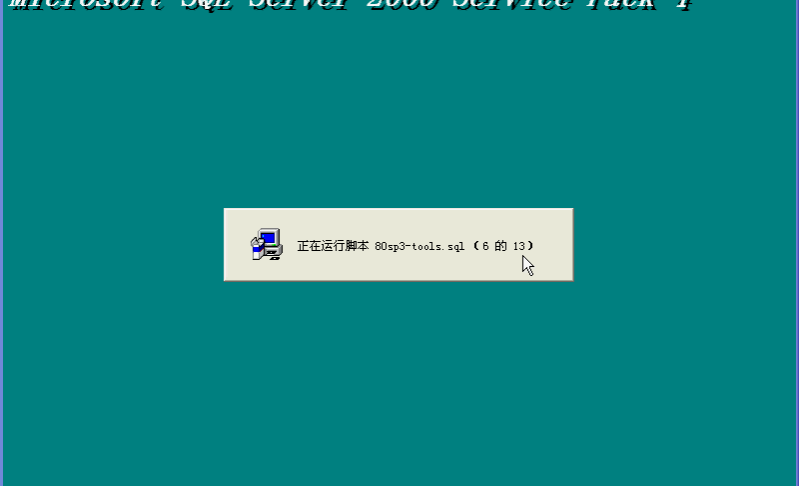 Microsoft SQL Server 2000 Service Pack 4
正在运行脚本 80sp3-tools.sql (6 的 13)